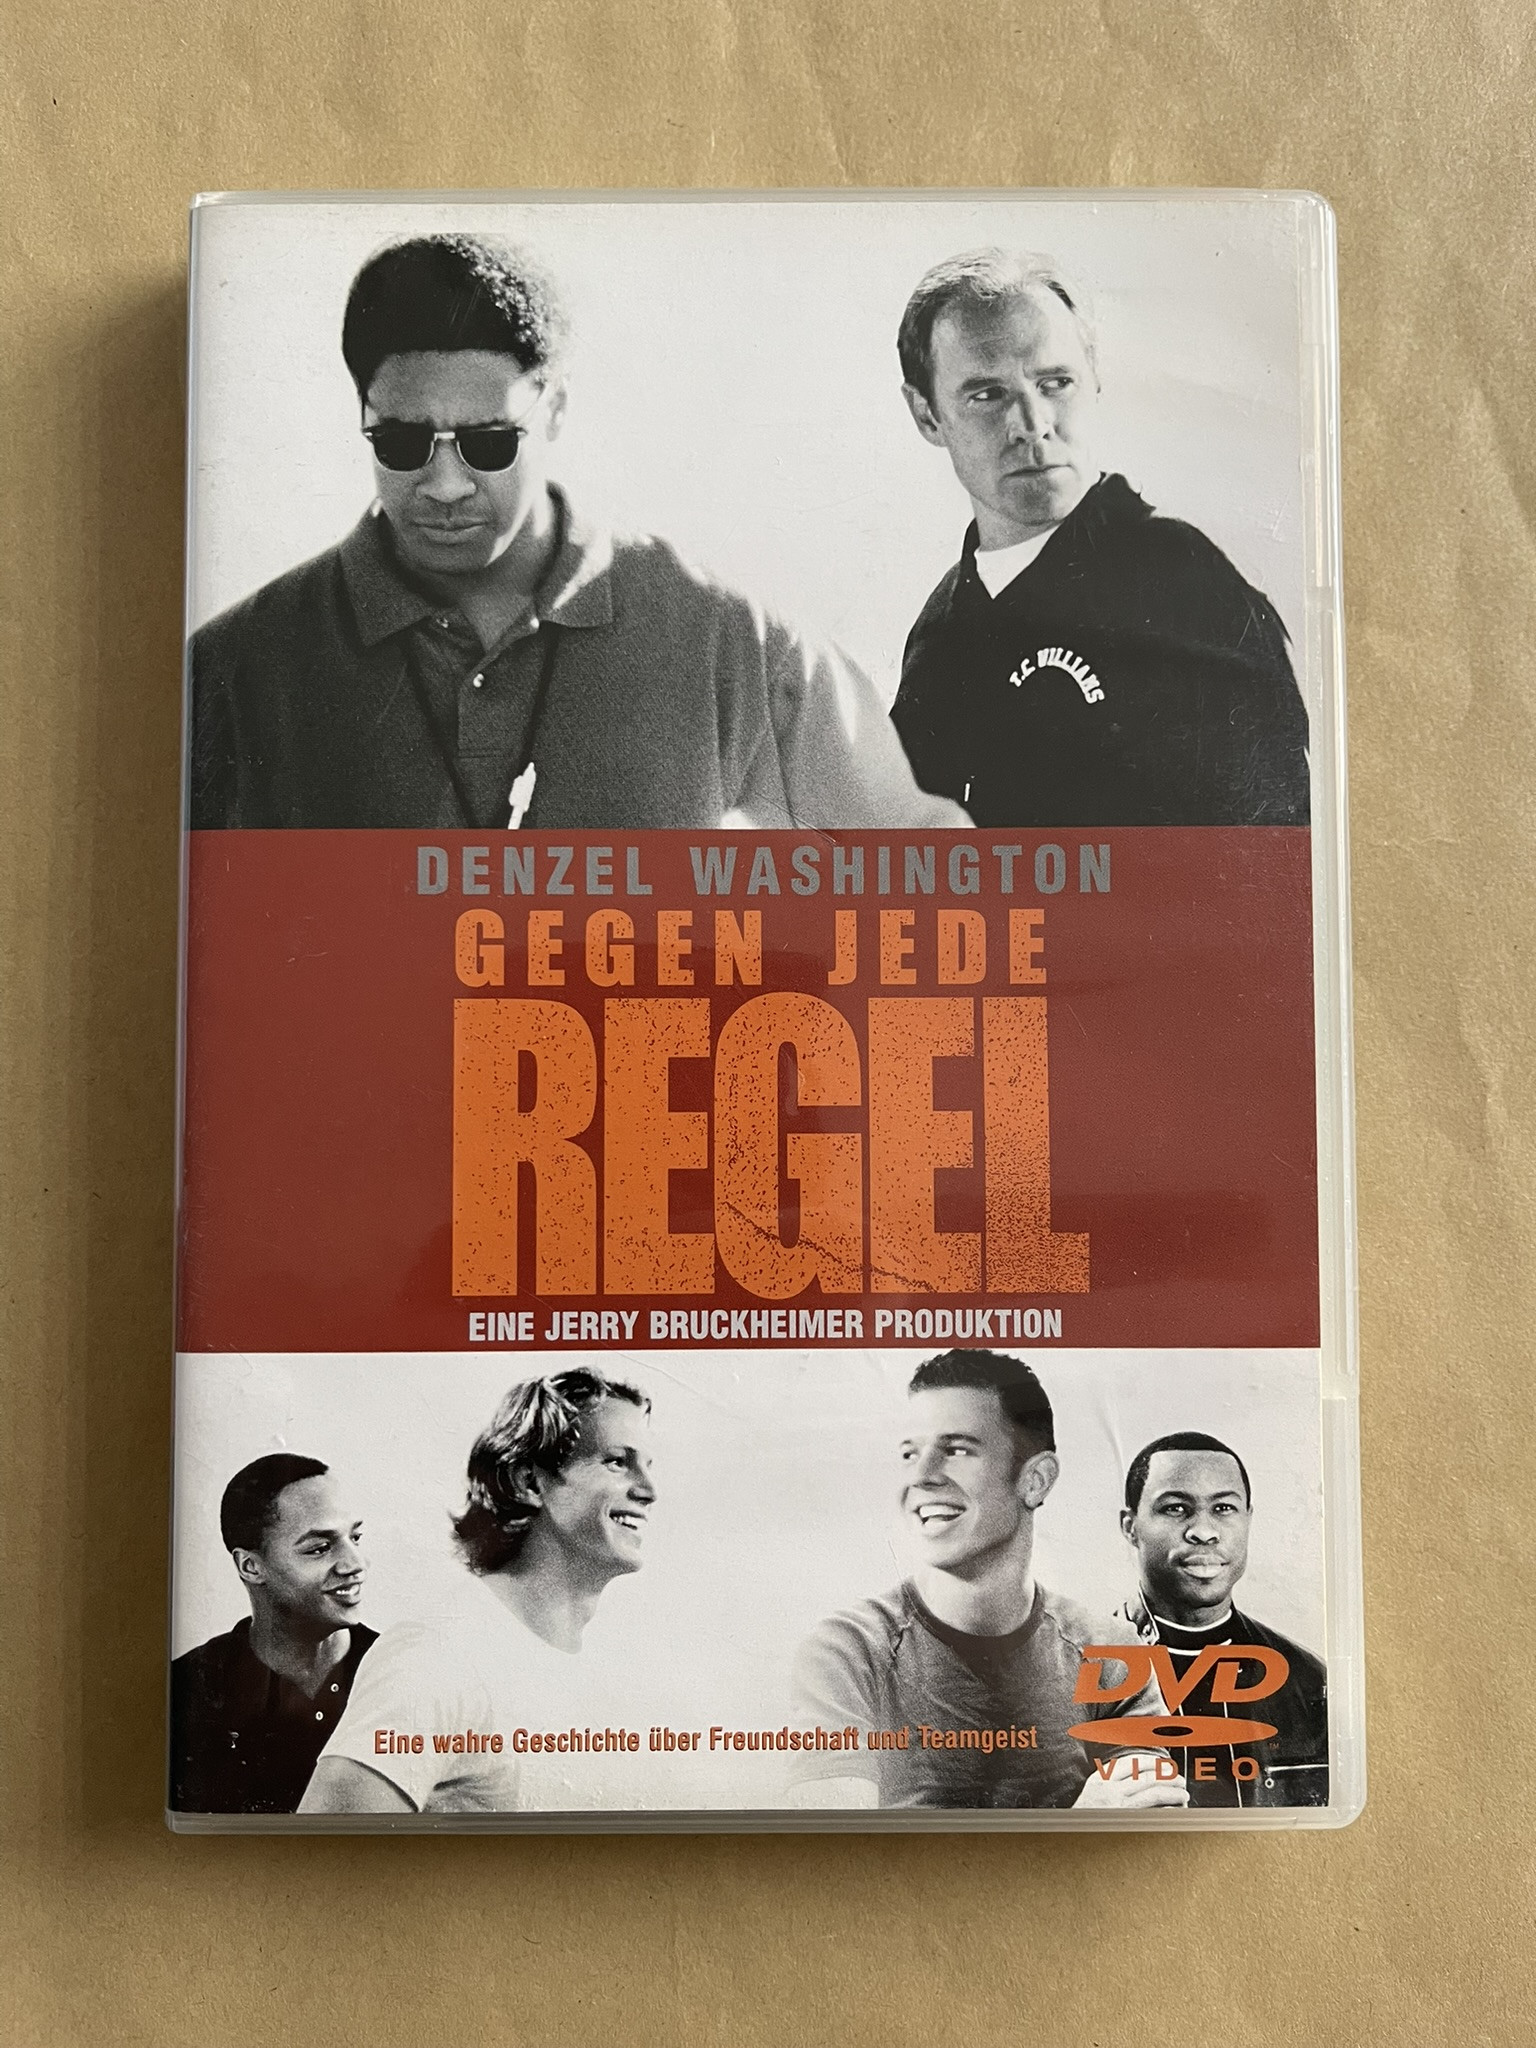 T.C. WILLIAMS
DENZEL WASHINGTON
GEGEN JEDE
REGEL
EINE JERRY BRUCKHEIMER PRODUKTION
Eine wahre Geschichte über Freundschaft und Teamgeist
DVD
VIDEO
TM